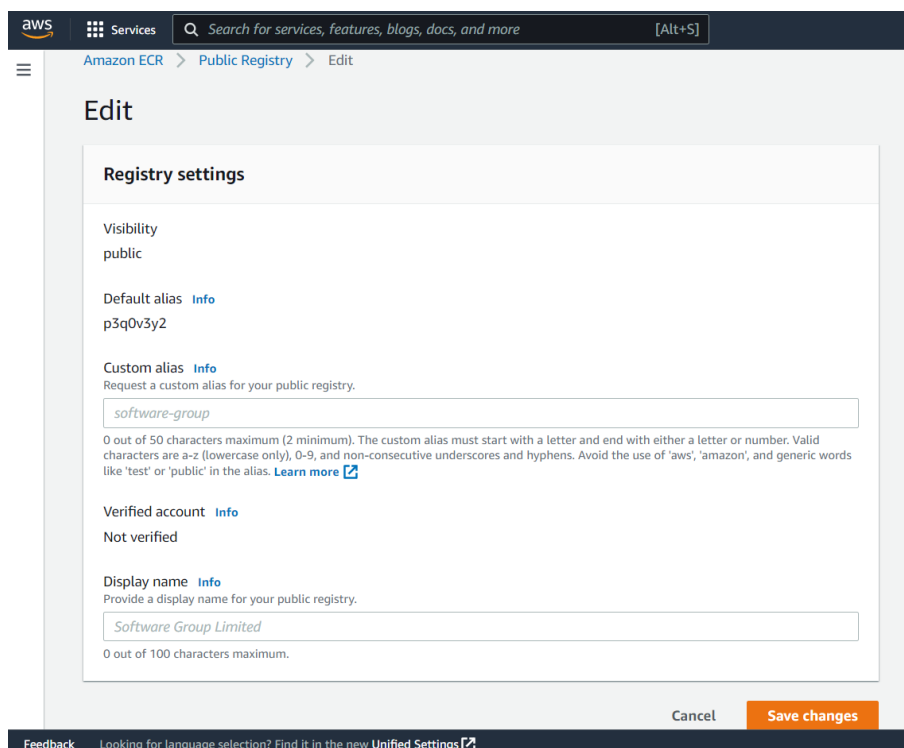 aws
Services
Search for services, features, blogs, docs, and more [Alt+S]
Amazon ECR > Public Registry > Edit
Edit
Registry settings
Visibility
public
Default alias Info
p3q0v3y2
Custom alias Info
Request a custom alias for your public registry.
software-group
0 out of 50 characters maximum (2 minimum). The custom alias must start with a letter and end with either a letter or number. Valid
characters are a-z (lowercase only), 0-9, and non-consecutive underscores and hyphens. Avoid the use of 'aws', 'amazon', and generic words
like 'test' or 'public' in the alias. Learn more
Verified account Info
Not verified
Display name Info
Provide a display name for your public registry.
Software Group Limited
0 out of 100 characters maximum.
Cancel Save changes
Feedback Looking for language selection? Find it in the new Unified Settings